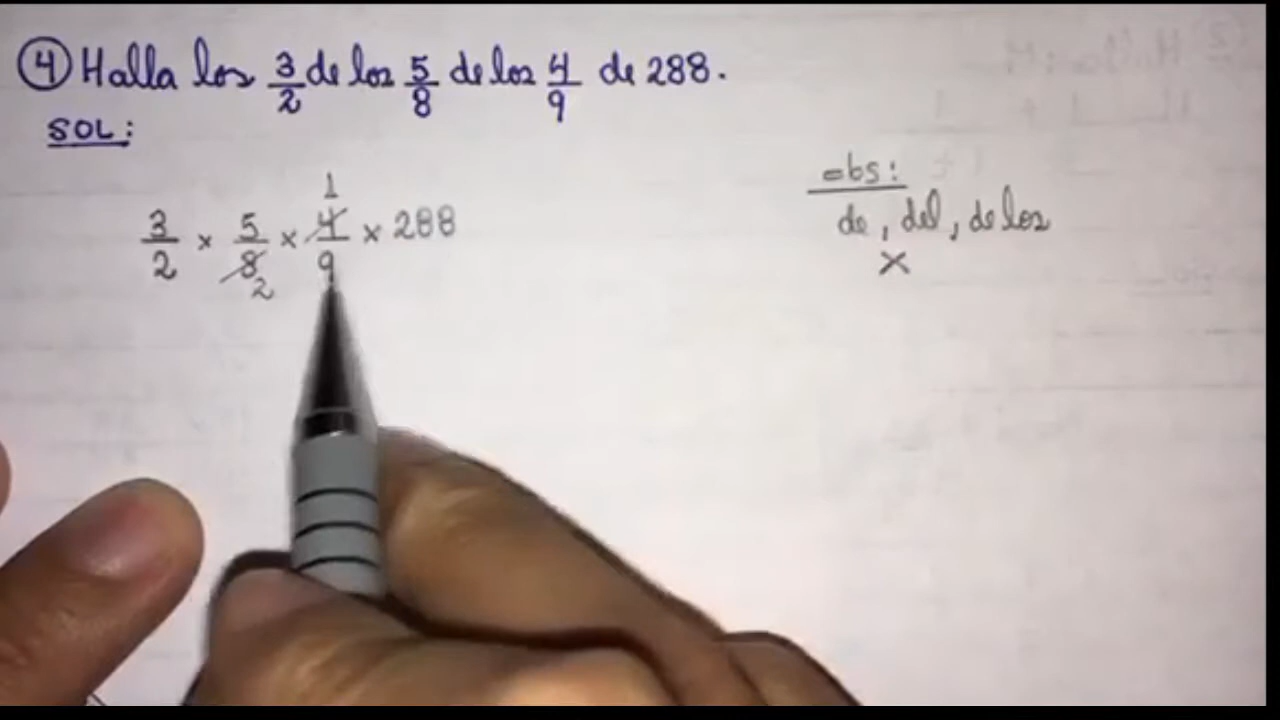 ④ Halla los 3/2 de los 5/8 de los 4/9 de 288.
SOL:
3/2 × 5/8 × 4/9 × 288
1
2
obs:
de, del, de los
×